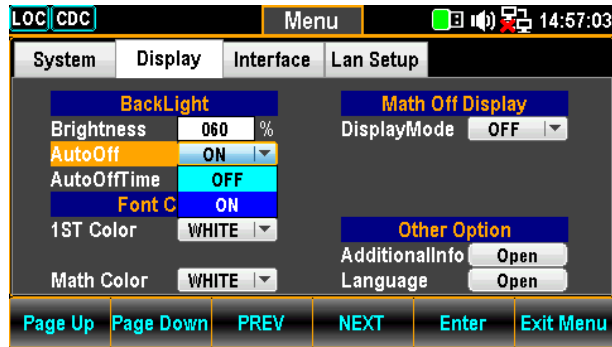 LOC CDC Menu 14:57:03
System Display Interface Lan Setup
BackLight Math Off Display
Brightness 060 % DisplayMode OFF
AutoOff ON
AutoOffTime OFF
Font C ON
1ST Color WHITE Other Option
AdditionalInfo Open
Math Color WHITE Language Open
Page Up Page Down PREV NEXT Enter Exit Menu